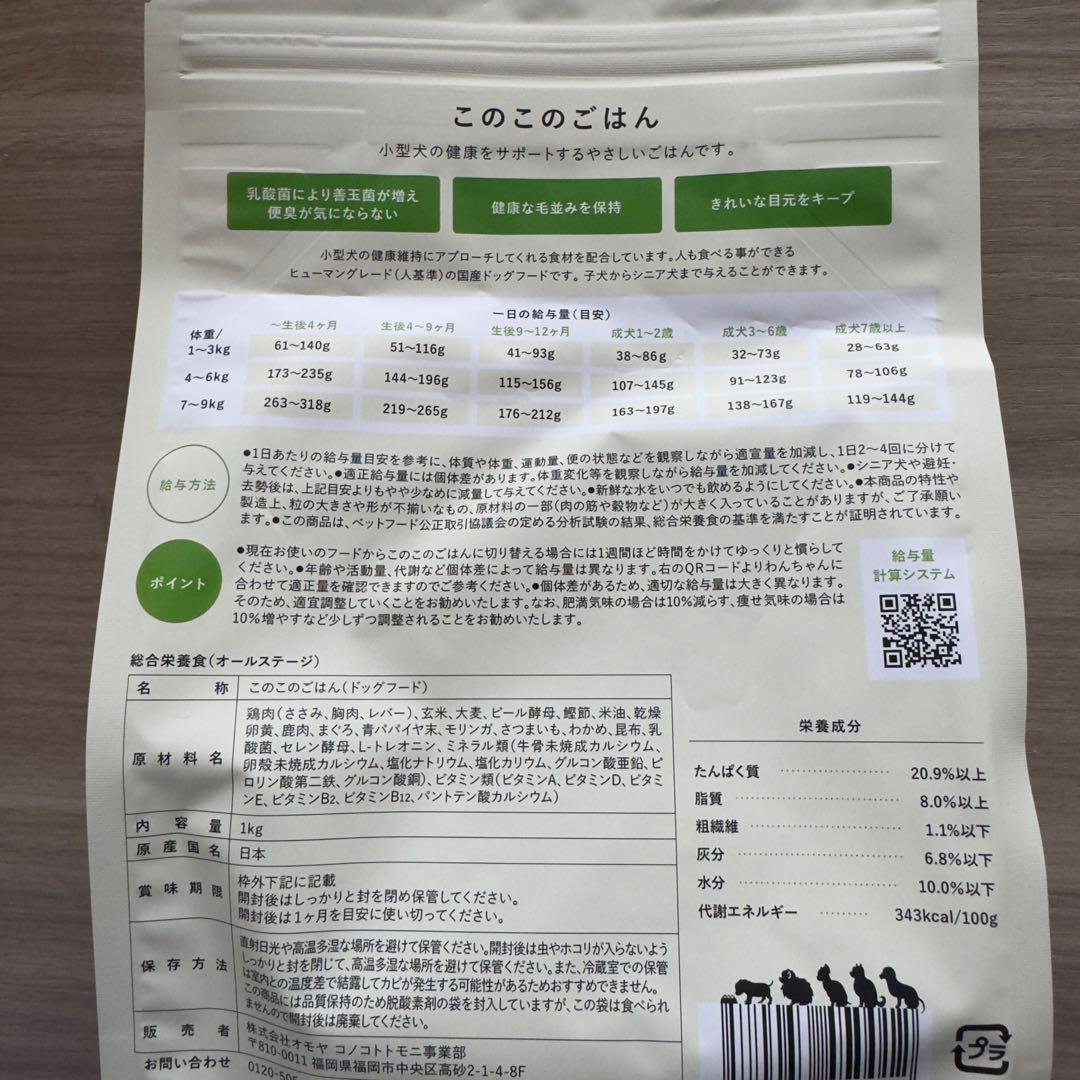 このこのごはん
小型犬の健康をサポートするやさしいごはんです。
乳酸菌により善玉菌が増え
便臭が気にならない
健康な毛並みを保持
きれいな目元をキープ
小型犬の健康維持にアプローチしてくれる食材を配合しています。人も食べる事ができる
ヒューマングレード(人基準)の国産ドッグフードです。子犬からシニア犬まで与えることができます。
一日の給与量(目安)
体重/ ～生後4ヶ月 生後4～9ヶ月 生後9～12ヶ月 成犬1～2歳 成犬3～6歳 成犬7歳以上
1～3kg 61～140g 51～116g 41～93g 38～86g 32～73g 28～63g
4～6kg 173～235g 144～196g 115～156g 107～145g 91～123g 78～106g
7～9kg 263～318g 219～265g 176～212g 163～197g 138～167g 119～144g
給与方法
●1日あたりの給与量目安を参考に、体質や体重、運動量、便の状態などを観察しながら適宜量を加減し、1日2～4回に分けて
与えてください。●適正給与量には個体差があります。体重変化等を観察しながら給与量を加減してください。●シニア犬や避妊・
去勢後は、上記目安よりもやや少なめに減量して与えてください。●新鮮な水をいつでも飲めるようにしてください。●本商品の特性や
製造上、粒の大きさや形が不揃いなもの、原材料の一部(肉の筋や穀物など)が大きく入っていることがありますが、ご了承願い
ます。●この商品は、ペットフード公正取引協議会の定める分析試験の結果、総合栄養食の基準を満たすことが証明されています。
ポイント
●現在お使いのフードからこのこのごはんに切り替える場合には1週間ほど時間をかけてゆっくりと慣らして
ください。●年齢や活動量、代謝など個体差によって給与量は異なります。右のQRコードよりわんちゃんに
合わせて適正量を確認できますのでご参考ください。●個体差があるため、適切な給与量は大きく異なります。
そのため、適宜調整していくことをお勧めいたします。なお、肥満気味の場合は10%減らす、痩せ気味の場合は
10%増やすなど少しずつ調整されることをお勧めいたします。
給与量
計算システム
総合栄養食(オールステージ)
名称 このこのごはん(ドッグフード)
原材料名
鶏肉(ささみ、胸肉、レバー)、玄米、大麦、ビール酵母、鰹節、米油、乾燥
卵黄、鹿肉、まぐろ、青パパイヤ末、モリンガ、さつまいも、わかめ、昆布、乳
酸菌、セレン酵母、L-トレオニン、ミネラル類(牛骨未焼成カルシウム、
卵殻未焼成カルシウム、塩化ナトリウム、塩化カリウム、グルコン酸亜鉛、ピ
ロリン酸第二鉄、グルコン酸銅)、ビタミン類(ビタミンA、ビタミンD、ビタミ
ンE、ビタミンB2、ビタミンB12、パントテン酸カルシウム)
内容量 1kg
原産国名 日本
賞味期限
枠外下記に記載
開封後はしっかりと封を閉め保管してください。
開封後は1ヶ月を目安に使い切ってください。
保存方法
直射日光や高温多湿な場所を避けて保管ください。開封後は虫やホコリが入らないよう
しっかりと封を閉じて、高温多湿な場所を避けて保管ください。また、冷蔵室での保管
は室内との温度差で結露してカビが発生する可能性があるためおすすめできません。
この商品には品質保持のため脱酸素剤の袋を封入していますが、この袋は食べられ
ませんので開封後は廃棄してください。
販売者
株式会社オモヤ コノコトトモニ事業部
〒810-0011 福岡県福岡市中央区高砂2-1-4-8F
お問い合わせ
栄養成分
たんぱく質 20.9%以上
脂質 8.0%以上
粗繊維 1.1%以下
灰分 6.8%以下
水分 10.0%以下
代謝エネルギー 343kcal/100g
プラ